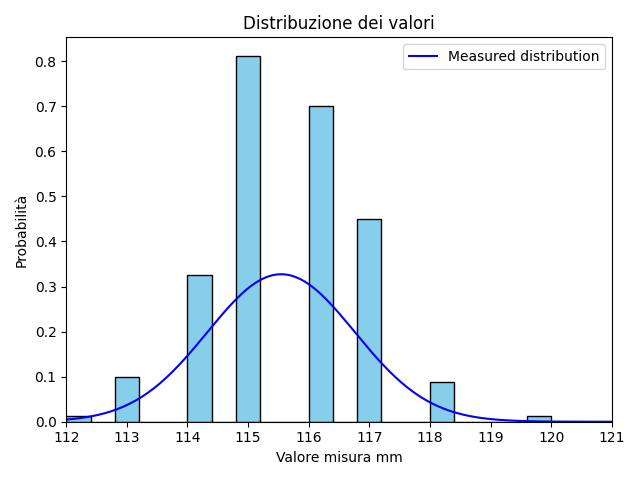 Distribuzione dei valori
Measured distribution
0.8
0.7
0.6
0.5
0.4
0.3
0.2
0.1
0.0
Probabilità
112 113 114 115 116 117 118 119 120 121
Valore misura mm